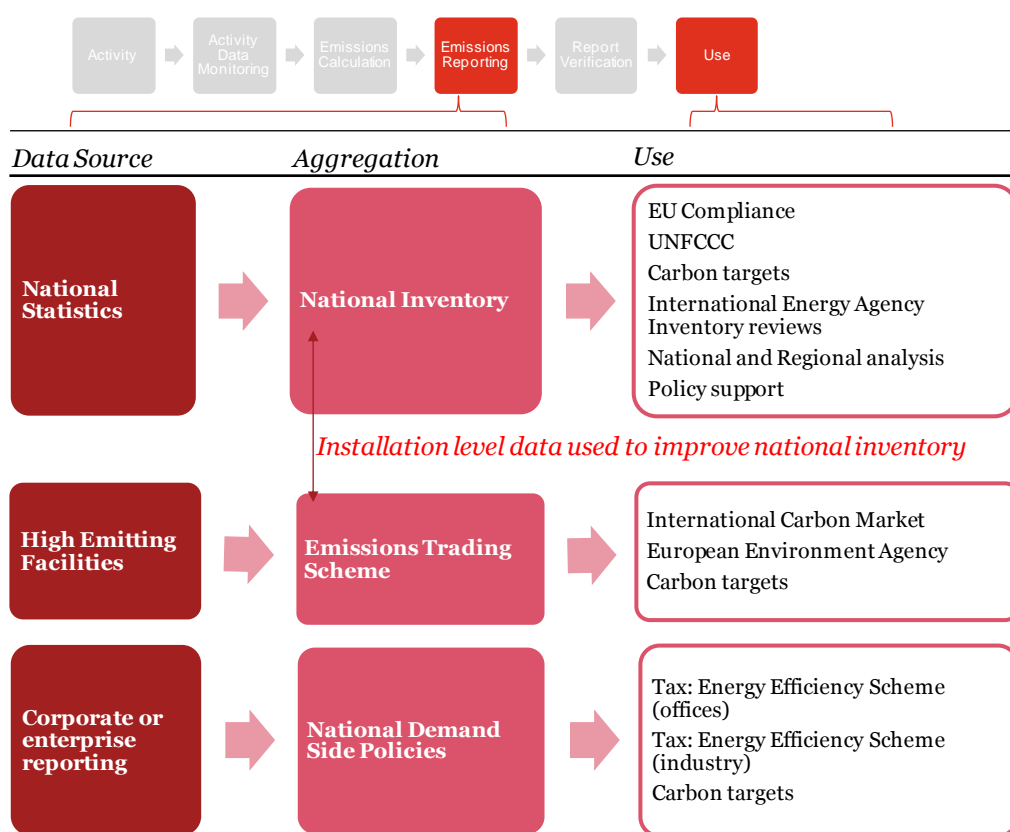 Activity
Activity
Data
Monitoring
Emissions
Calculation
Emissions
Reporting
Report
Verification
Use
Data Source
Aggregation
Use
National
Statistics
National Inventory
EU Compliance
UNFCCC
Carbon targets
International Energy Agency
Inventory reviews
National and Regional analysis
Policy support
Installation level data used to improve national inventory
High Emitting
Facilities
Emissions Trading
Scheme
International Carbon Market
European Environment Agency
Carbon targets
Corporate or
enterprise
reporting
National Demand
Side Policies
Tax: Energy Efficiency Scheme
(offices)
Tax: Energy Efficiency Scheme
(industry)
Carbon targets